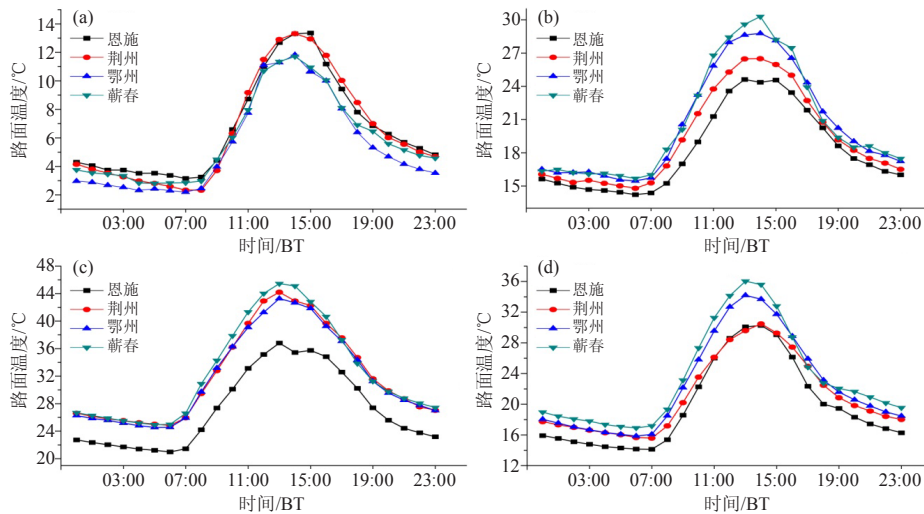 (a)
恩施
荆州
鄂州
蕲春
路面温度/℃
14
12
10
8
6
4
2
03:00 07:00 11:00 15:00 19:00 23:00
时间/BT
(b)
恩施
荆州
鄂州
蕲春
路面温度/℃
30
27
24
21
18
15
03:00 07:00 11:00 15:00 19:00 23:00
时间/BT
(c)
恩施
荆州
鄂州
蕲春
路面温度/℃
48
44
40
36
32
28
24
20
03:00 07:00 11:00 15:00 19:00 23:00
时间/BT
(d)
恩施
荆州
鄂州
蕲春
路面温度/℃
36
32
28
24
20
16
12
03:00 07:00 11:00 15:00 19:00 23:00
时间/BT